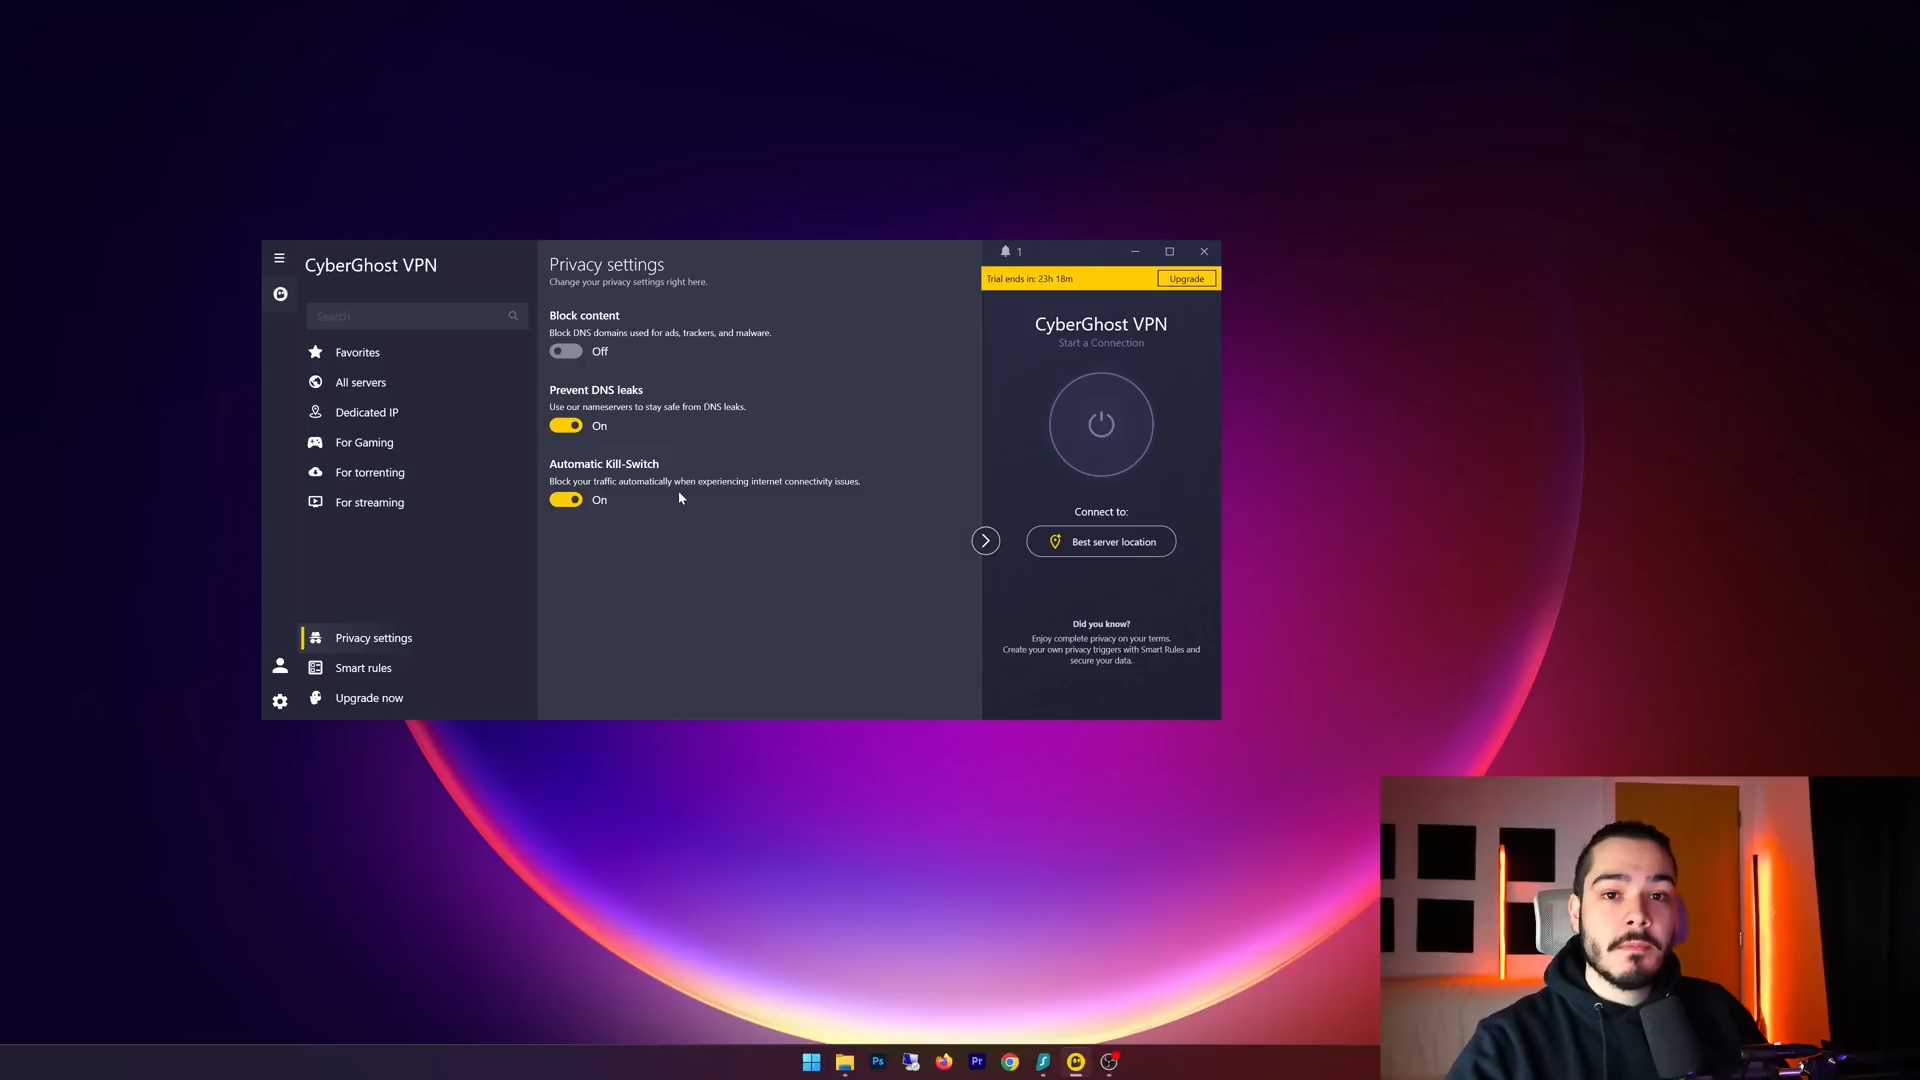 CyberGhost VPN
Search
Favorites
All servers
Dedicated IP
For Gaming
For torrenting
For streaming
Privacy settings
Smart rules
Upgrade now
Privacy settings
Change your privacy settings right here.
Block content
Block DNS domains used for ads, trackers, and malware.
Off
Prevent DNS leaks
Use our nameservers to stay safe from DNS leaks.
On
Automatic Kill-Switch
Block your traffic automatically when experiencing internet connectivity issues.
On
1
Trial ends in: 23h 18m
Upgrade
CyberGhost VPN
Start a Connection
Connect to:
Best server location
Did you know?
Enjoy complete privacy on your terms.
Create your own privacy triggers with Smart Rules and
secure your data.
Ps
Pr